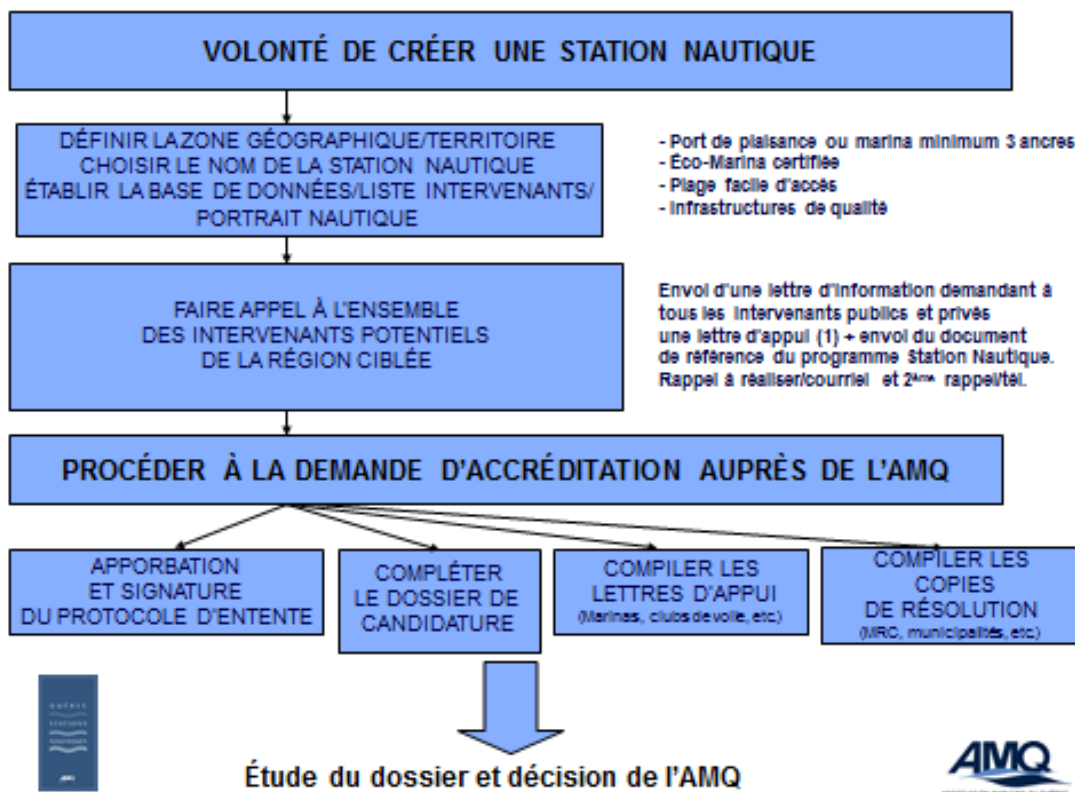 VOLONTÉ DE CRÉER UNE STATION NAUTIQUE
DÉFINIR LAZONE GÉOGRAPHIQUE/TERRITOIRE
CHOISIR LE NOM DE LA STATION NAUTIQUE
ÉTABLIR LA BASE DE DONNÉES/LISTE INTERVENANTS/
PORTRAIT NAUTIQUE
- Port de plaisance ou marina minimum 3 ancres
- Éco-Marina certifiée
- Plage facile d'accès
- Infrastructures de qualité
FAIRE APPEL À L'ENSEMBLE
DES INTERVENANTS POTENTIELS
DE LA RÉGION CIBLÉE
Envoi d'une lettre d'information demandant à
tous les intervenants publics et privés
une lettre d'appui (1) + envoi du document
de référence du programme Station Nautique.
Rappel à réaliser/courriel et 2ème rappel/tél.
PROCÉDER À LA DEMANDE D'ACCRÉDITATION AUPRÈS DE L'AMQ
APPORBATION
ET SIGNATURE
DU PROTOCOLE D'ENTENTE
COMPLÉTER
LE DOSSIER DE
CANDIDATURE
COMPILER LES
LETTRES D'APPUI
(Marinas, clubs de voile, etc.)
COMPILER LES
COPIES
DE RÉSOLUTION
(MRC, municipalités, etc.)
QUÉBEC
STATIONS
NAUTIQUES
AMQ
Étude du dossier et décision de l'AMQ
AMQ